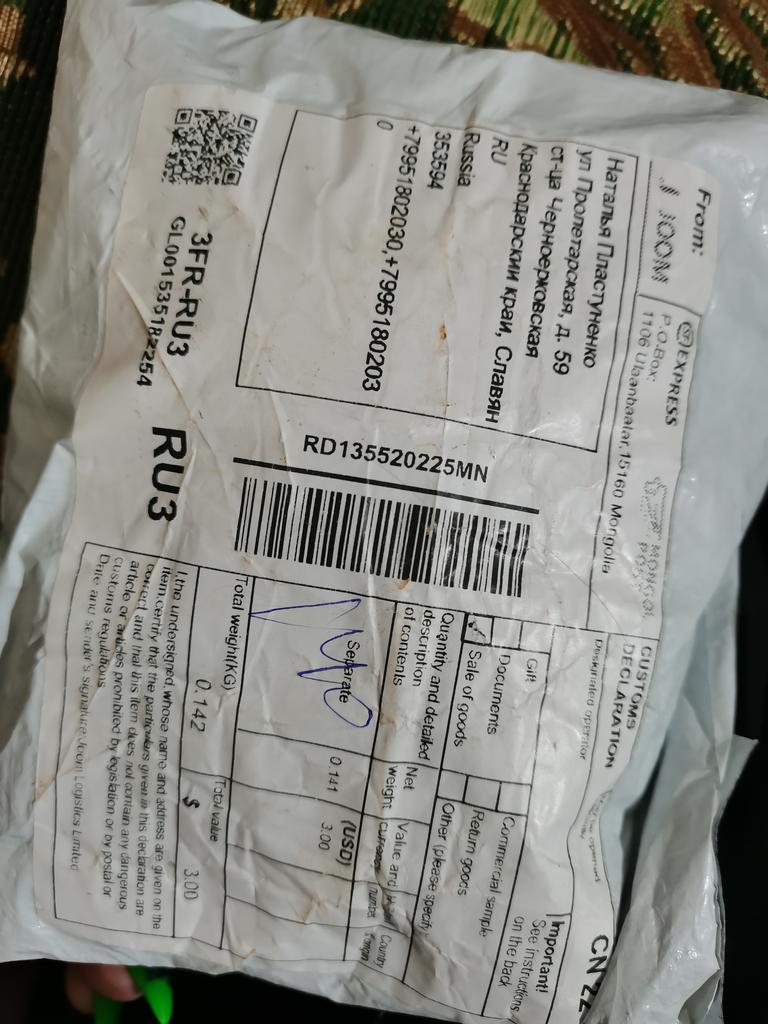 From:
JOOM
EXPRESS
P.O.Box:
1106 Ulaanbaatar,15160 Mongolia
MONGOL
POST
Наталья Пластуненко
ул Пролетарская, д. 59
ст-ца Черноерковская
Краснодарский край, Славян
RU
Russia
353594
+79951802030,+7995180203
0
3FR-RU3
GL001535182254
RU3
RD135520225MN
CUSTOMS
DECLARATION
Designated operator
CN22
Important!
See instructions
on the back
Gift
Commercial sample
Documents
Return goods
✓ Sale of goods
Other (please specify
Quantity and detailed
description
of contents
Net
weight
Value and
number
Country
Separate
0.141
(USD)
3.00
Total weight(KG)
0.142
Total value
$ 3.00
I,the undersigned,whose name and address are given on the
item,certify that the particulars given in this declaration are
correct and that this item does not contain any dangerous
article or articles prohibited by legislation or by postal or
customs regulations
Date and sender's signature:Joom Logistics Limited